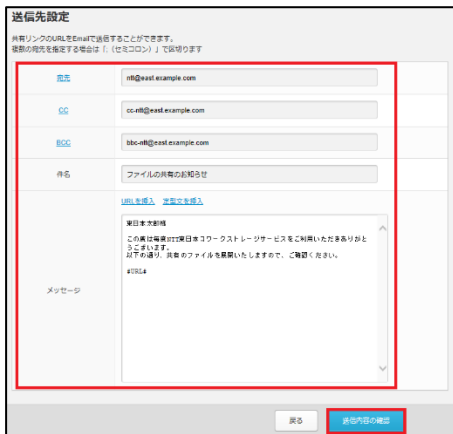 送信先設定
共有リンクのURLをEmailで送信することができます。
複数の宛先を指定する場合は「; (セミコロン) 」で区切ります
宛先
ntt@east.example.com
CC
cc-ntt@east.example.com
BCC
bbc-ntt@east.example.com
件名
ファイルの共有のお知らせ
URLを挿入 定型文を挿入
メッセージ
東日本太郎様
この度は毎度NTT東日本コワークストレージサービスをご利用いただきありがと
うございます。
以下の通り、共有のファイルを展開いたしますので、ご確認ください。
#URL#
戻る
送信内容の確認